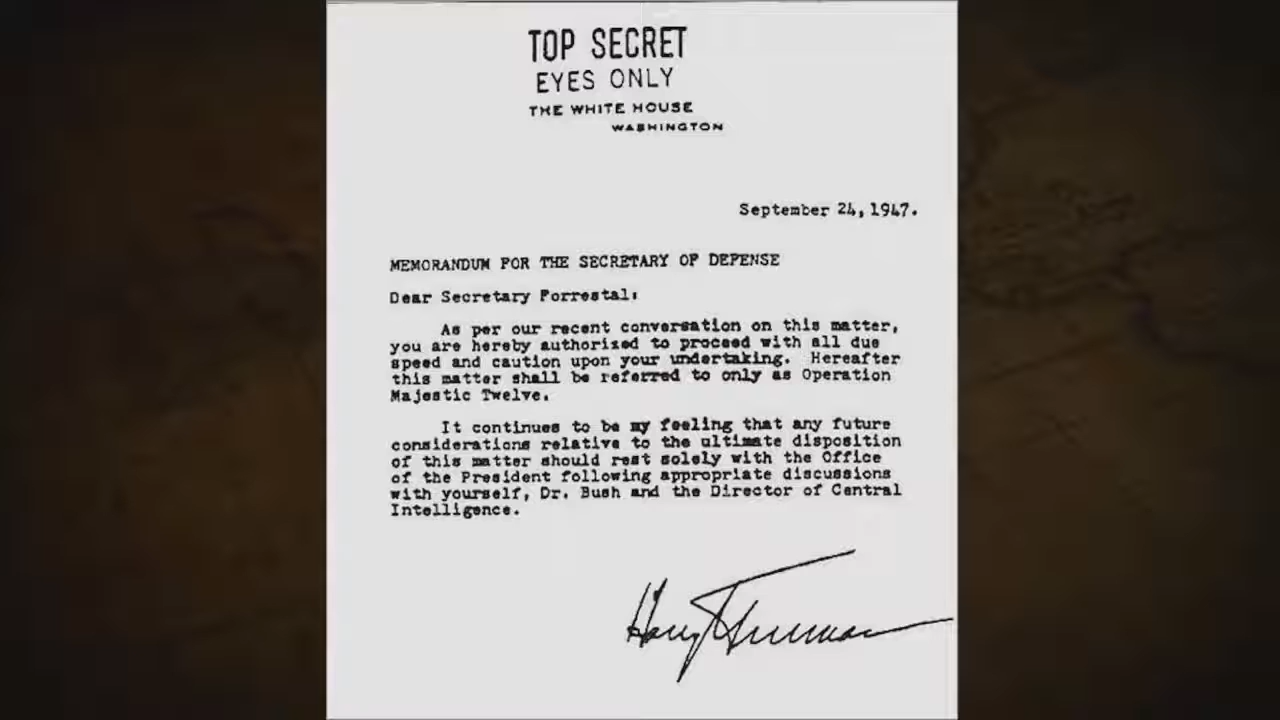 TOP SECRET
EYES ONLY
THE WHITE HOUSE
WASHINGTON
September 24, 1947.
MEMORANDUM FOR THE SECRETARY OF DEFENSE
Dear Secretary Forrestal:
As per our recent conversation on this matter,
you are hereby authorized to proceed with all due
speed and caution upon your undertaking. Hereafter
this matter shall be referred to only as Operation
Majestic Twelve.
It continues to be my feeling that any future
considerations relative to the ultimate disposition
of this matter should rest solely with the Office
of the President following appropriate discussions
with yourself, Dr. Bush and the Director of Central
Intelligence.
Harry Truman